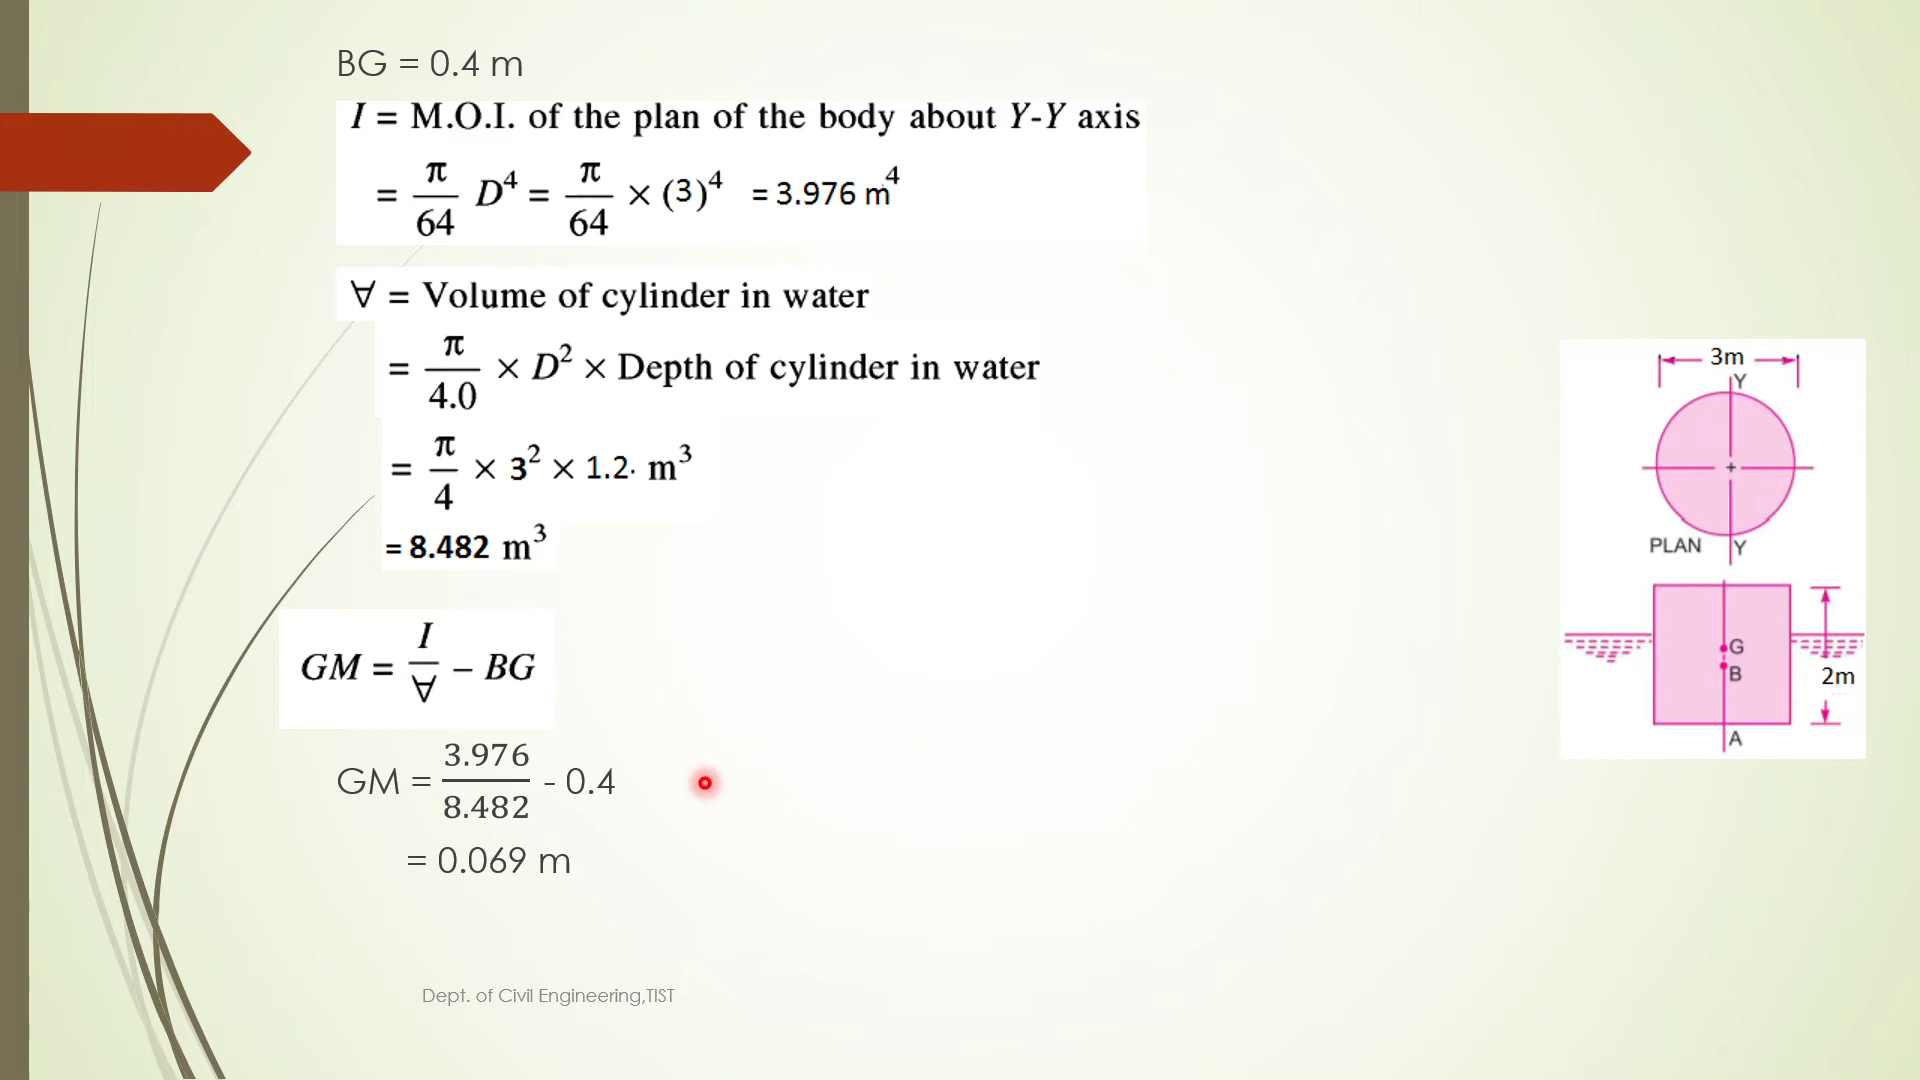 BG = 0.4 m
I = M.O.I. of the plan of the body about Y-Y axis
= π/64 D⁴ = π/64 × (3)⁴ = 3.976 m⁴
∀ = Volume of cylinder in water
= π/4.0 × D² × Depth of cylinder in water
= π/4 × 3² × 1.2· m³
= 8.482 m³
GM = I/∀ – BG
GM = 3.976/8.482 - 0.4
= 0.069 m
3m
Y
PLAN Y
G
B
2m
A
Dept. of Civil Engineering,TIST